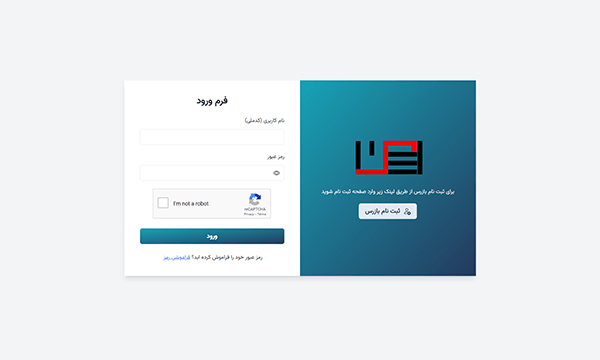 فرم ورود
نام کاربری (کدملی)
رمز عبور
I'm not a robot
reCAPTCHA
Privacy - Terms
ورود
رمز عبور خود را فراموش کرده اید؟ فراموشی رمز
برای ثبت نام بازرس از طریق لینک زیر وارد صفحه ثبت نام شوید
ثبت نام بازرس